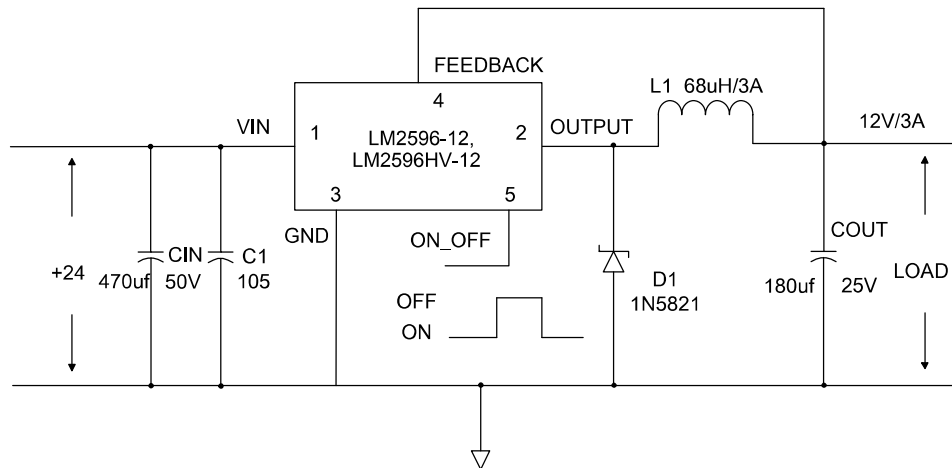 FEEDBACK
L1 68uH/3A
4
VIN
1
LM2596-12,
LM2596HV-12
2
OUTPUT
12V/3A
3
5
GND
ON_OFF
+24
CIN
470uf 50V
C1
105
OFF
ON
D1
1N5821
COUT
180uf 25V
LOAD